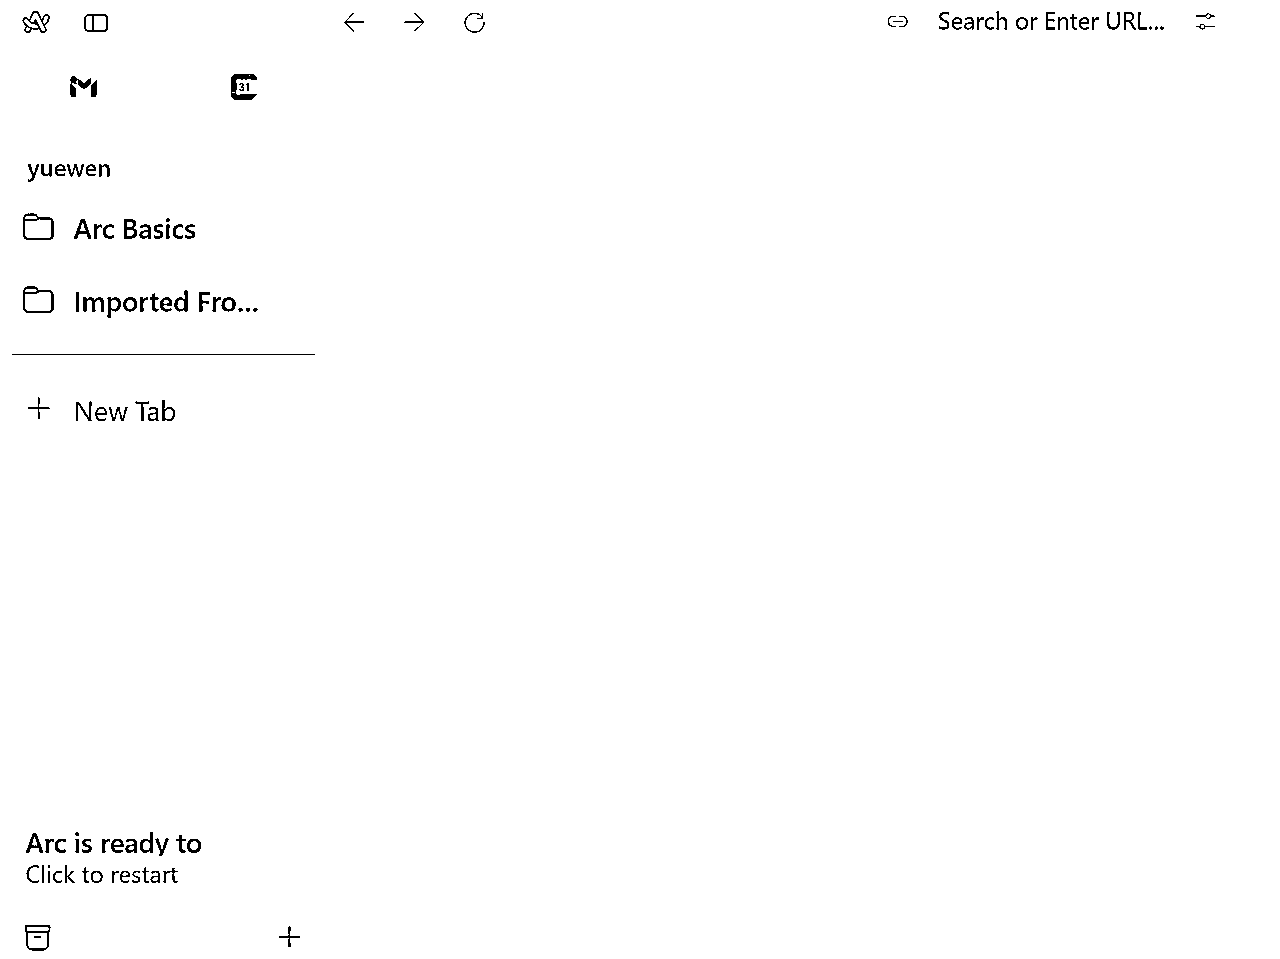 Search or Enter URL...
31
yuewen
Arc Basics
Imported Fro...
New Tab
Arc is ready to
Click to restart